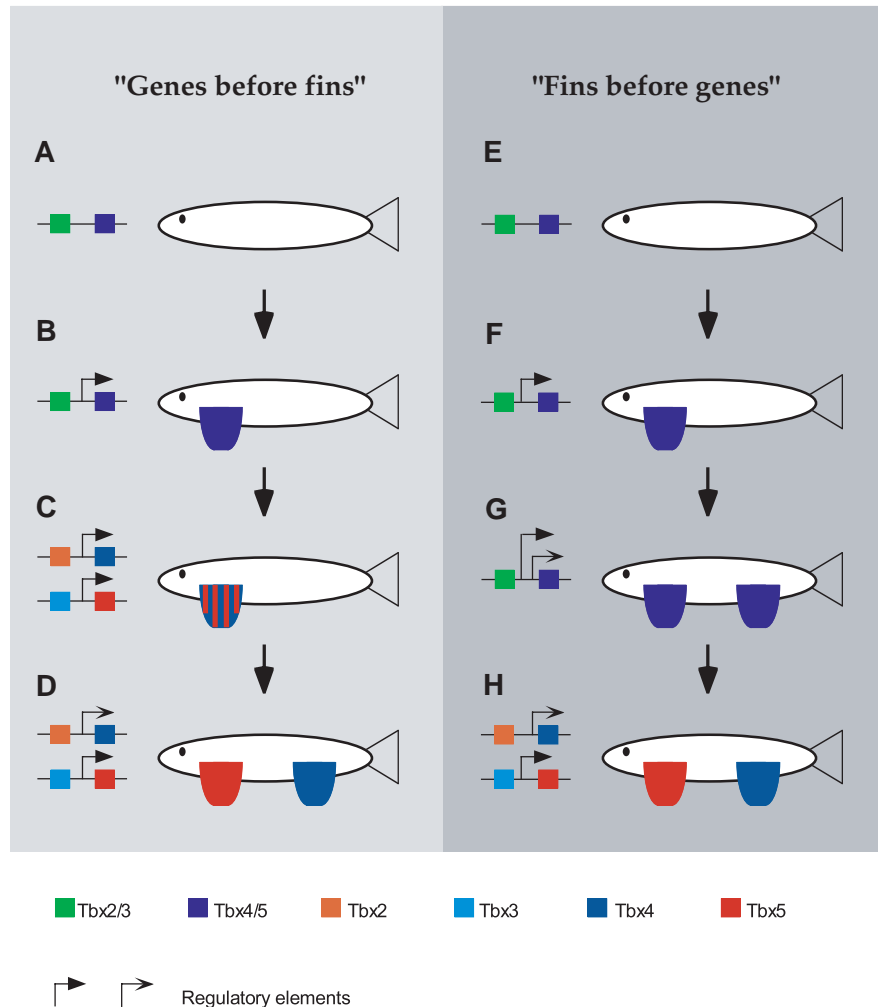 "Genes before fins"
"Fins before genes"
A
E
B
F
C
G
D
H
Tbx2/3 Tbx4/5 Tbx2 Tbx3 Tbx4 Tbx5
Regulatory elements